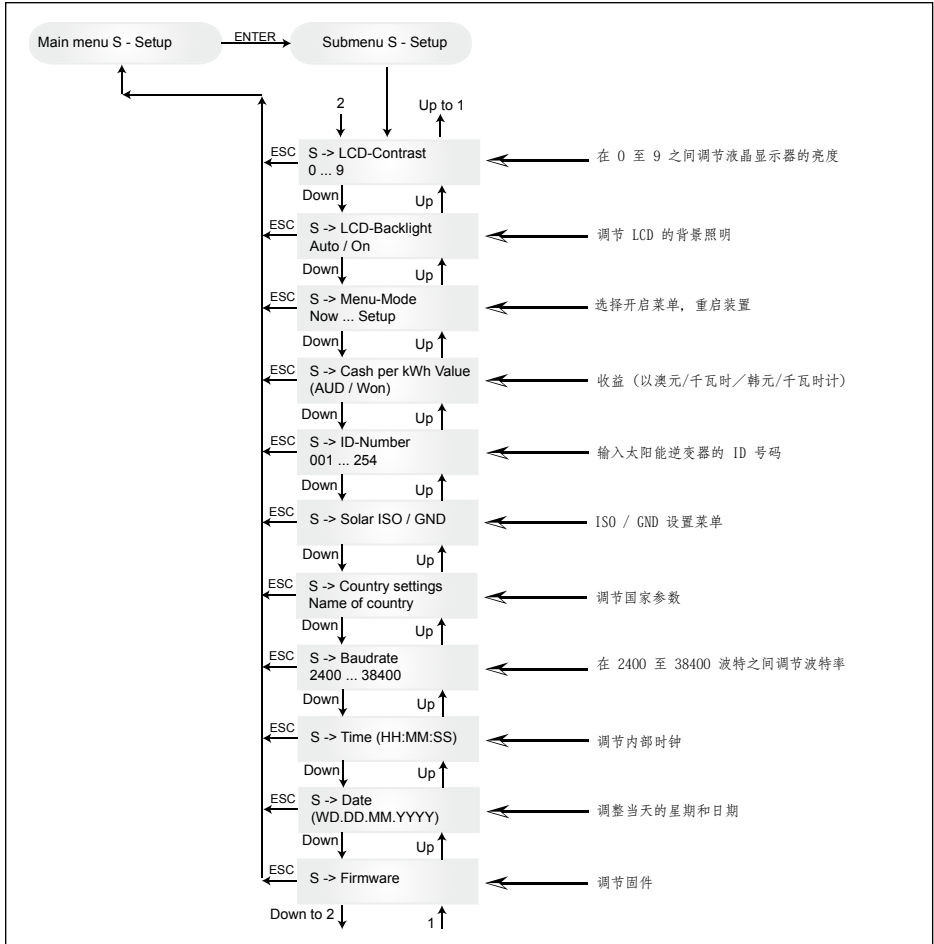 Main menu S - Setup
ENTER
Submenu S - Setup
2
Up to 1
ESC
S -> LCD-Contrast
0 ... 9
在 0 至 9 之间调节液晶显示器的亮度
Down
Up
ESC
S -> LCD-Backlight
Auto / On
调节 LCD 的背景照明
Down
Up
ESC
S -> Menu-Mode
Now ... Setup
选择开启菜单, 重启装置
Down
Up
ESC
S -> Cash per kWh Value
(AUD / Won)
收益 (以澳元/千瓦时／韩元/千瓦时计)
Down
Up
ESC
S -> ID-Number
001 ... 254
输入太阳能逆变器的 ID 号码
Down
Up
ESC
S -> Solar ISO / GND
ISO / GND 设置菜单
Down
Up
ESC
S -> Country settings
Name of country
调节国家参数
Down
Up
ESC
S -> Baudrate
2400 ... 38400
在 2400 至 38400 波特之间调节波特率
Down
Up
ESC
S -> Time (HH:MM:SS)
调节内部时钟
Down
Up
ESC
S -> Date
(WD.DD.MM.YYYY)
调整当天的星期和日期
Down
Up
ESC
S -> Firmware
调节固件
Down to 2
1